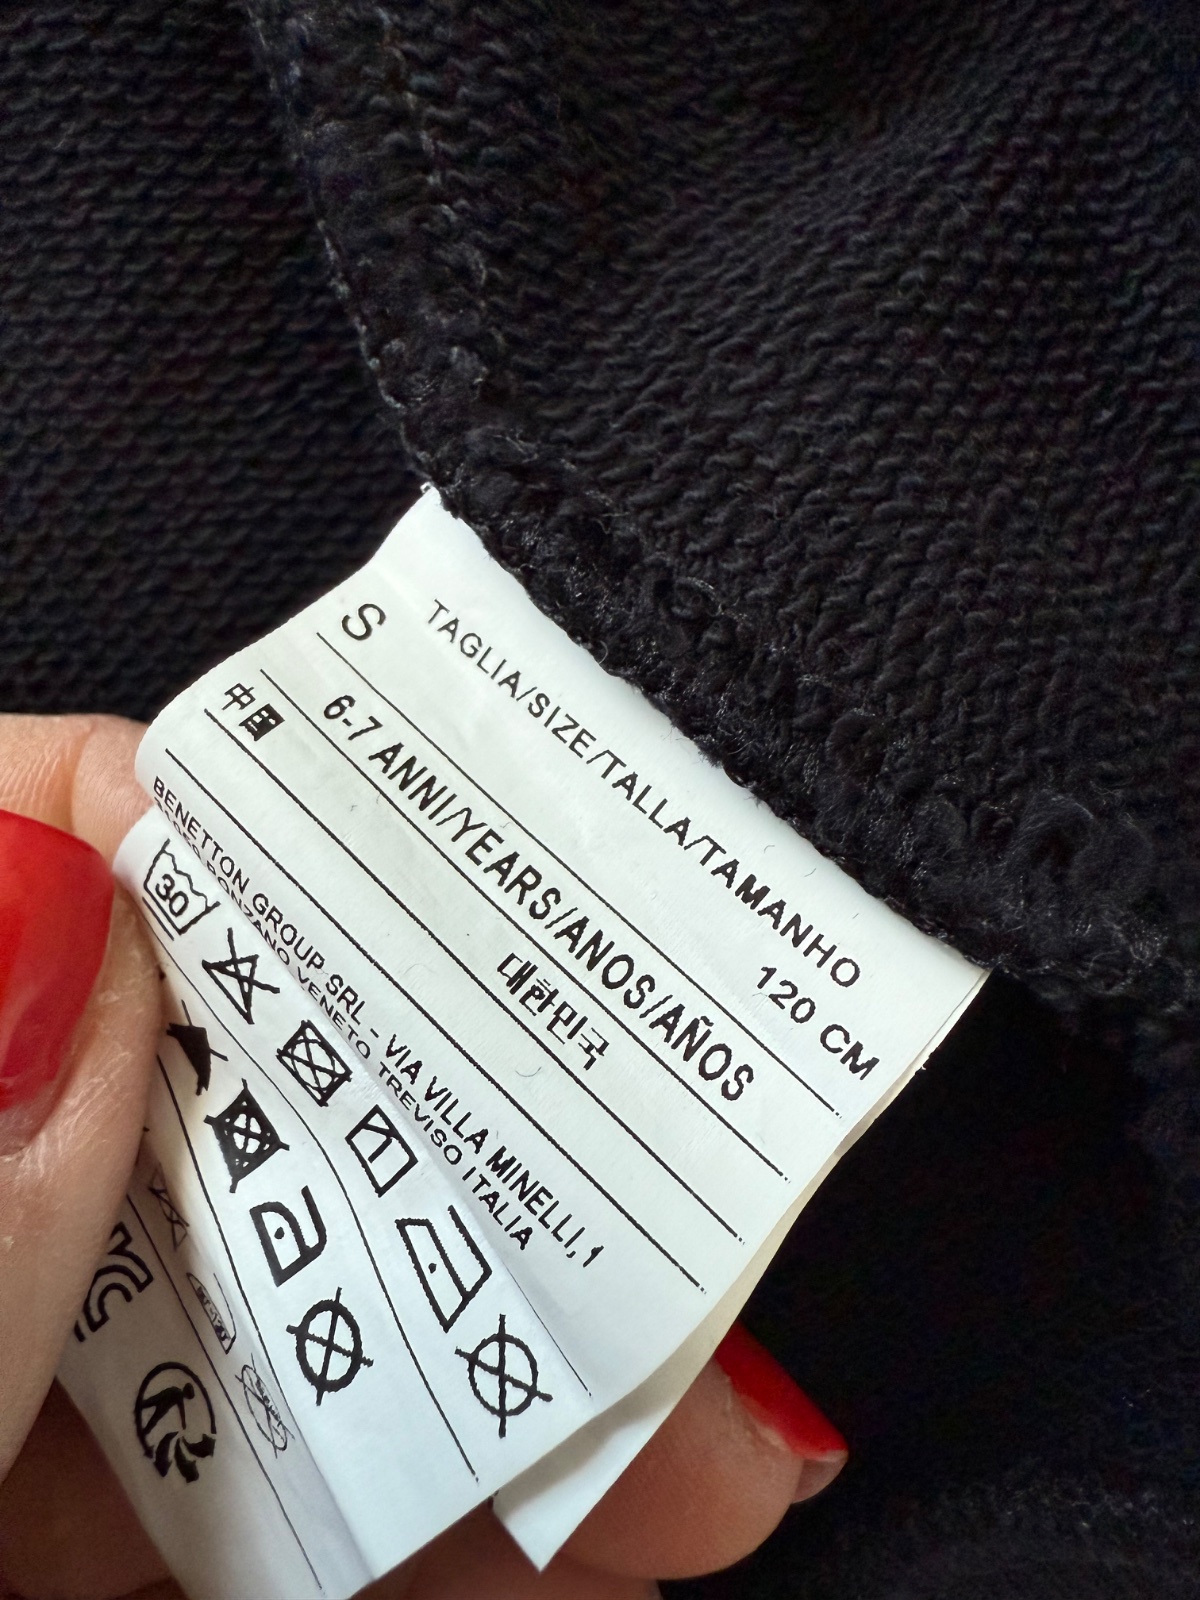 TAGLIA/SIZE/TALLA/TAMANHO
S 120 CM
6-7 ANNI/YEARS/ANOS/AÑOS
中国 대한민국
BENETTON GROUP SRL - VIA VILLA MINELLI, 1
PONZANO VENETO TREVISO ITALIA
30